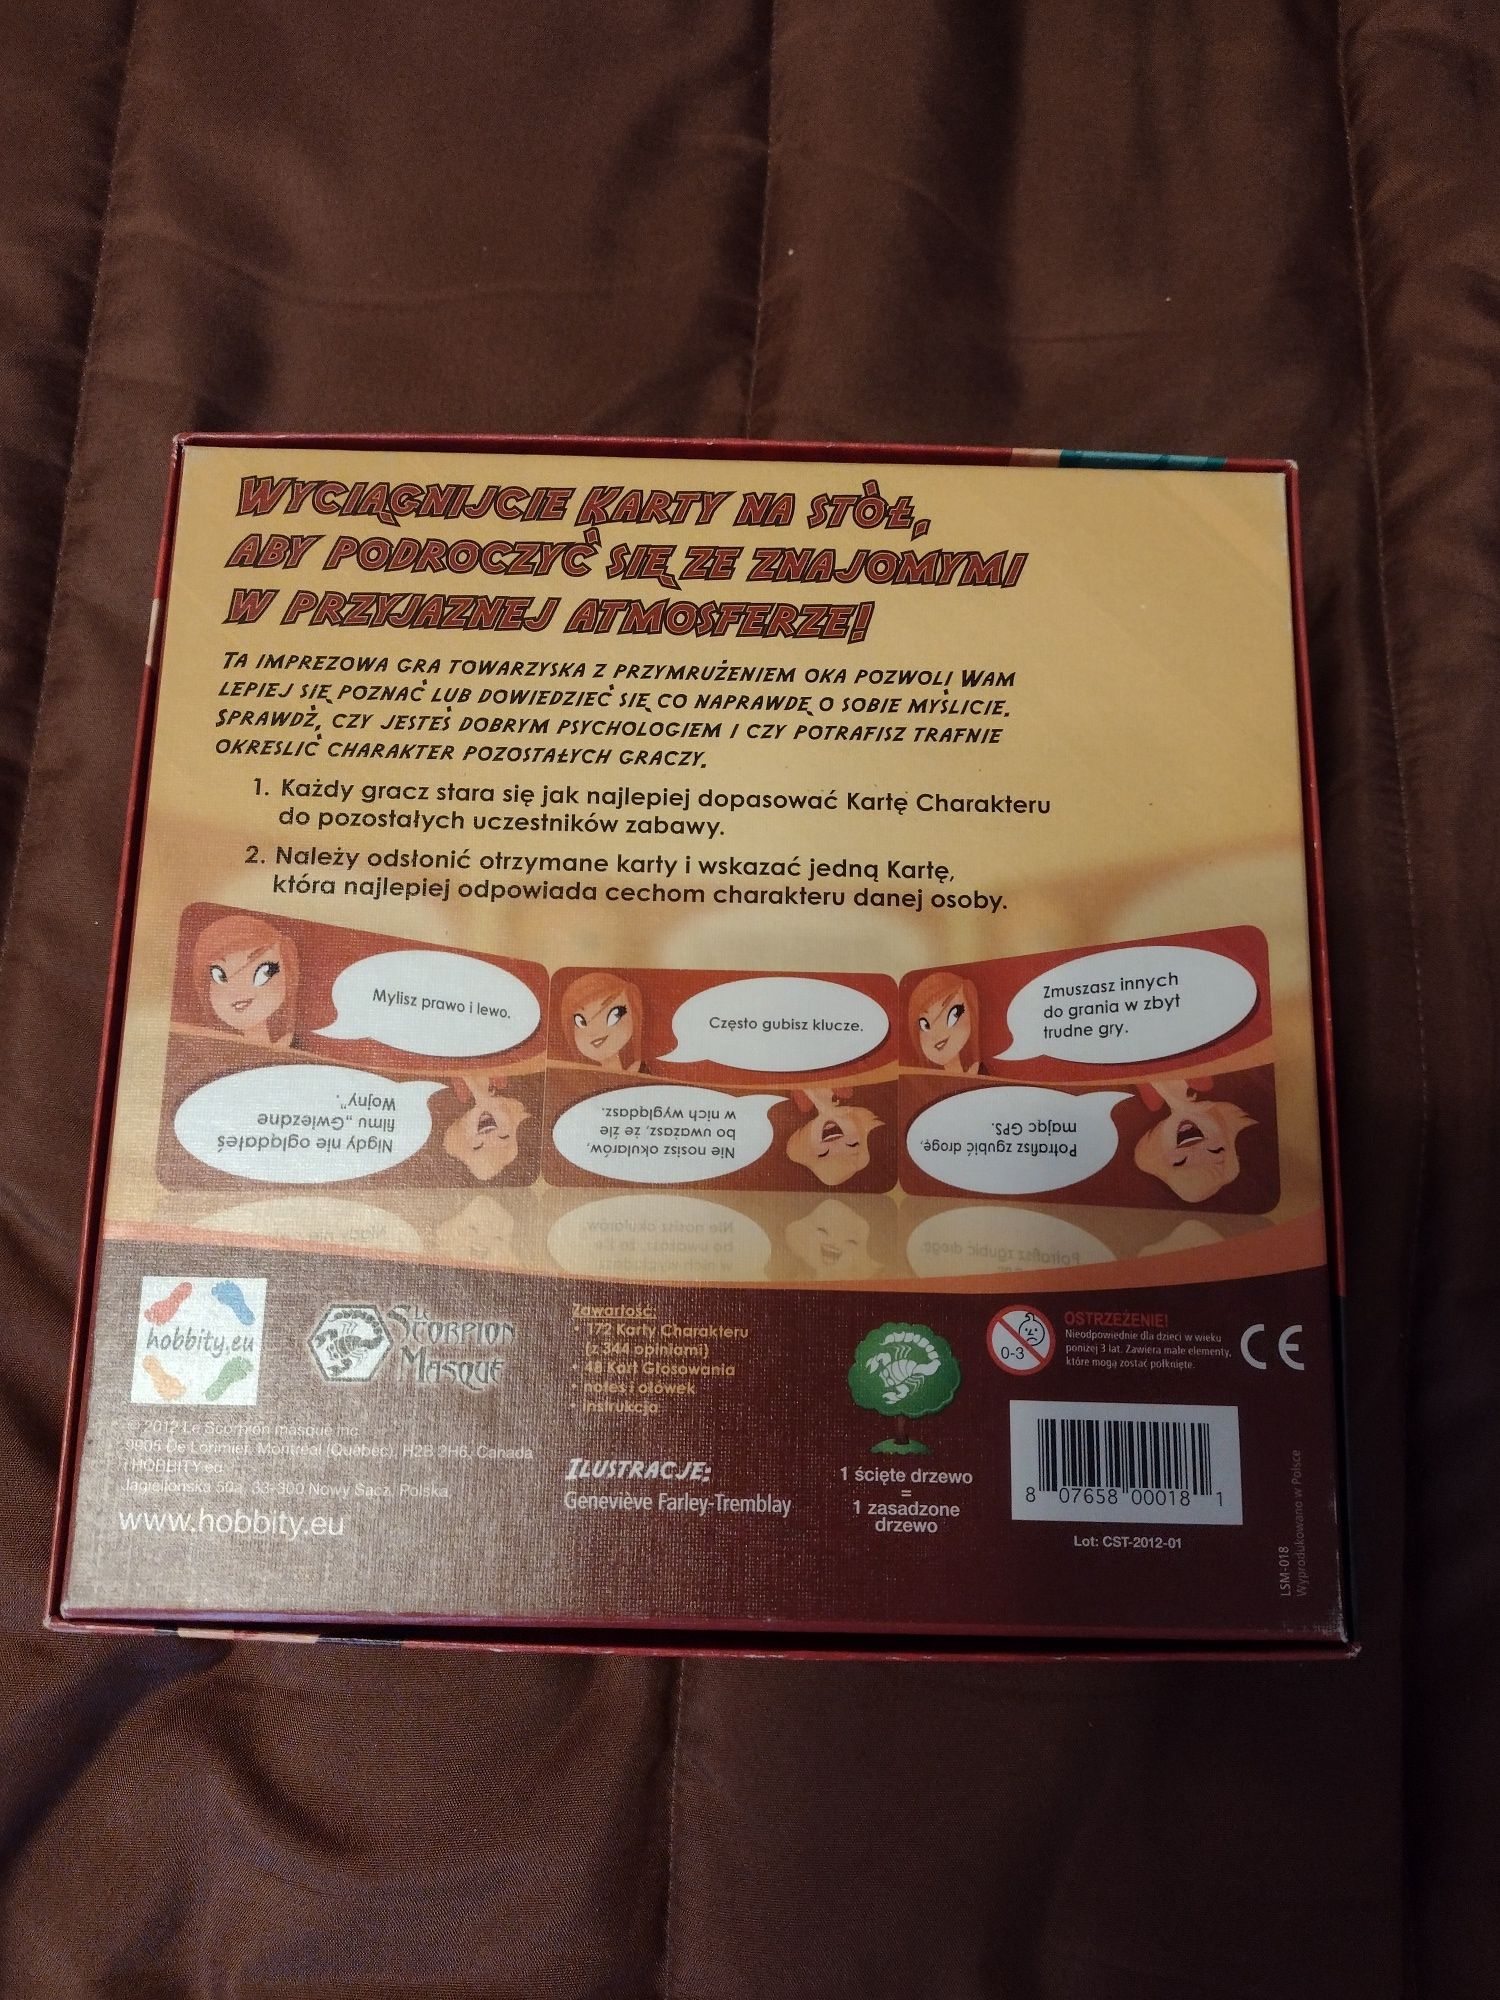 WYCIĄGNIJCIE KARTY NA STÓŁ,
ABY PODROCZYĆ SIĘ ZE ZNAJOMYMI
W PRZYJAZNEJ ATMOSFERZE!
TA IMPREZOWA GRA TOWARZYSKA Z PRZYMRUŻENIEM OKA POZWOLI WAM
LEPIEJ SIĘ POZNAĆ LUB DOWIEDZIEĆ SIĘ CO NAPRAWDĘ O SOBIE MYŚLICIE.
SPRAWDŹ, CZY JESTEŚ DOBRYM PSYCHOLOGIEM I CZY POTRAFISZ TRAFNIE
OKREŚLIĆ CHARAKTER POZOSTAŁYCH GRACZY.
1. Każdy gracz stara się jak najlepiej dopasować Kartę Charakteru
do pozostałych uczestników zabawy.
2. Należy odsłonić otrzymane karty i wskazać jedną Kartę,
która najlepiej odpowiada cechom charakteru danej osoby.
Mylisz prawo i lewo.
Często gubisz klucze.
Zmuszasz innych
do grania w zbyt
trudne gry.
Nigdy nie oglądałeś
filmu „Gwiezdne
Wojny”.
Nie nosisz okularów,
bo uważasz, że źle
w nich wyglądasz.
Potrafisz zgubić drogę,
mając GPS.
hobbity.eu
LE
SCORPION
MASQUÉ
Zawartość:
• 172 Karty Charakteru
(z 344 opiniami)
• 48 Kart Głosowania
• notes i ołówek
• instrukcja
0-3
OSTRZEŻENIE!
Nieodpowiednie dla dzieci w wieku
poniżej 3 lat. Zawiera małe elementy,
które mogą zostać połknięte.
CE
© 2012 Le Scorpion masqué inc.
9905 De Lorimier, Montréal (Québec), H2B 2H6, Canada
i HOBBITY.eu
Jagiellońska 50a, 33-300 Nowy Sącz, Polska,
www.hobbity.eu
ILUSTRACJE:
Geneviève Farley-Tremblay
1 ścięte drzewo
=
1 zasadzone
drzewo
8 07658 00018 1
Lot: CST-2012-01
LSM-018
Wyprodukowano w Polsce